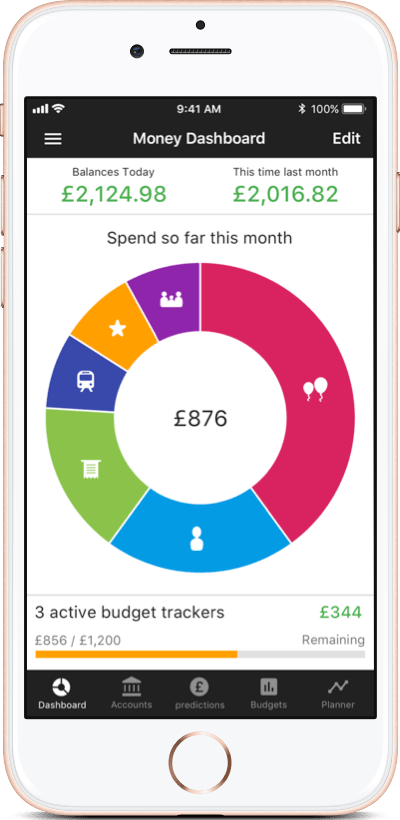 9:41 AM
100%
Money Dashboard
Edit
Balances Today
This time last month
£2,124.98
£2,016.82
Spend so far this month
£876
3 active budget trackers
£344
£856 / £1,200
Remaining
Dashboard
Accounts
predictions
Budgets
Planner